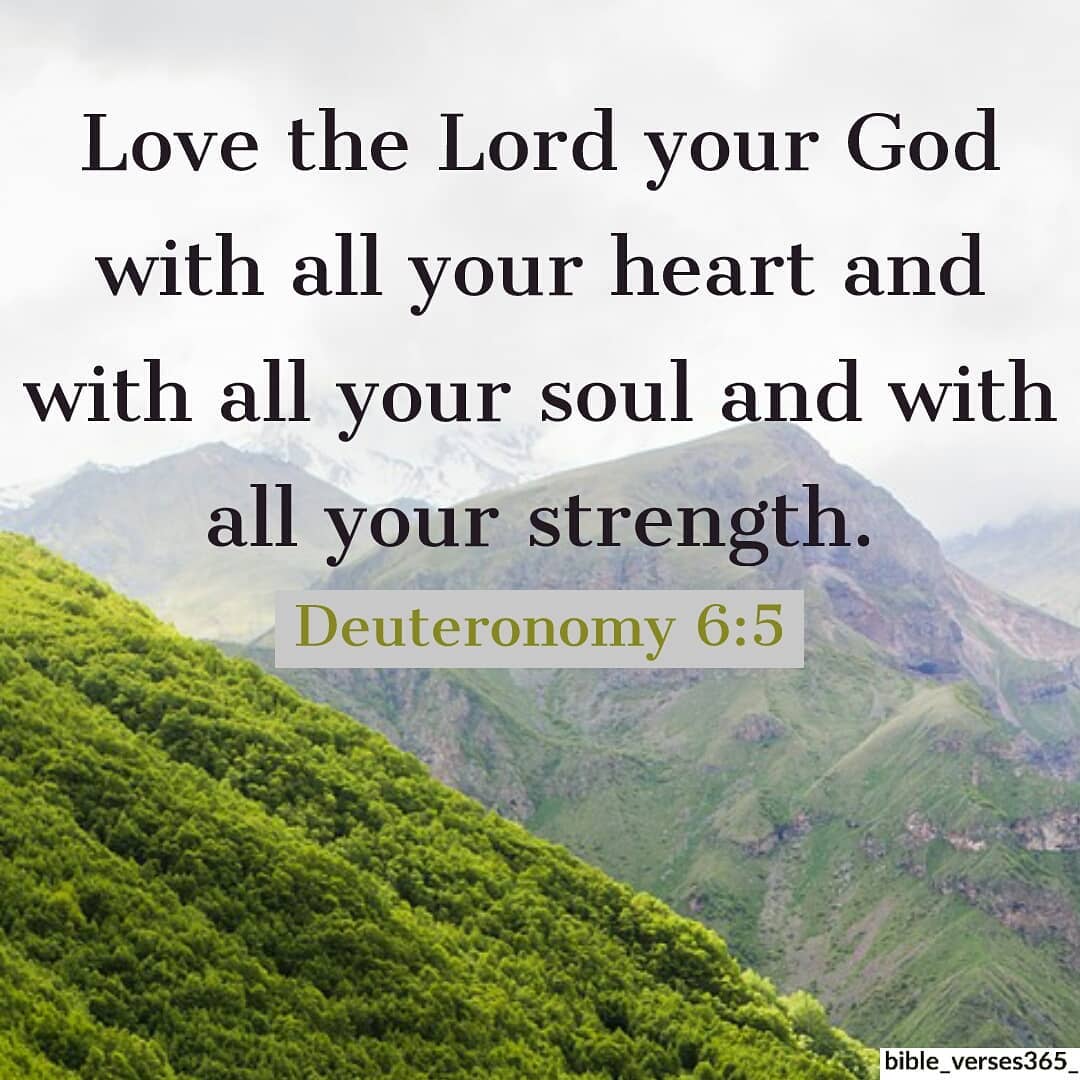 Love the Lord your God
with all your heart and
with all your soul and with
all your strength.
Deuteronomy 6:5
bible_verses365_